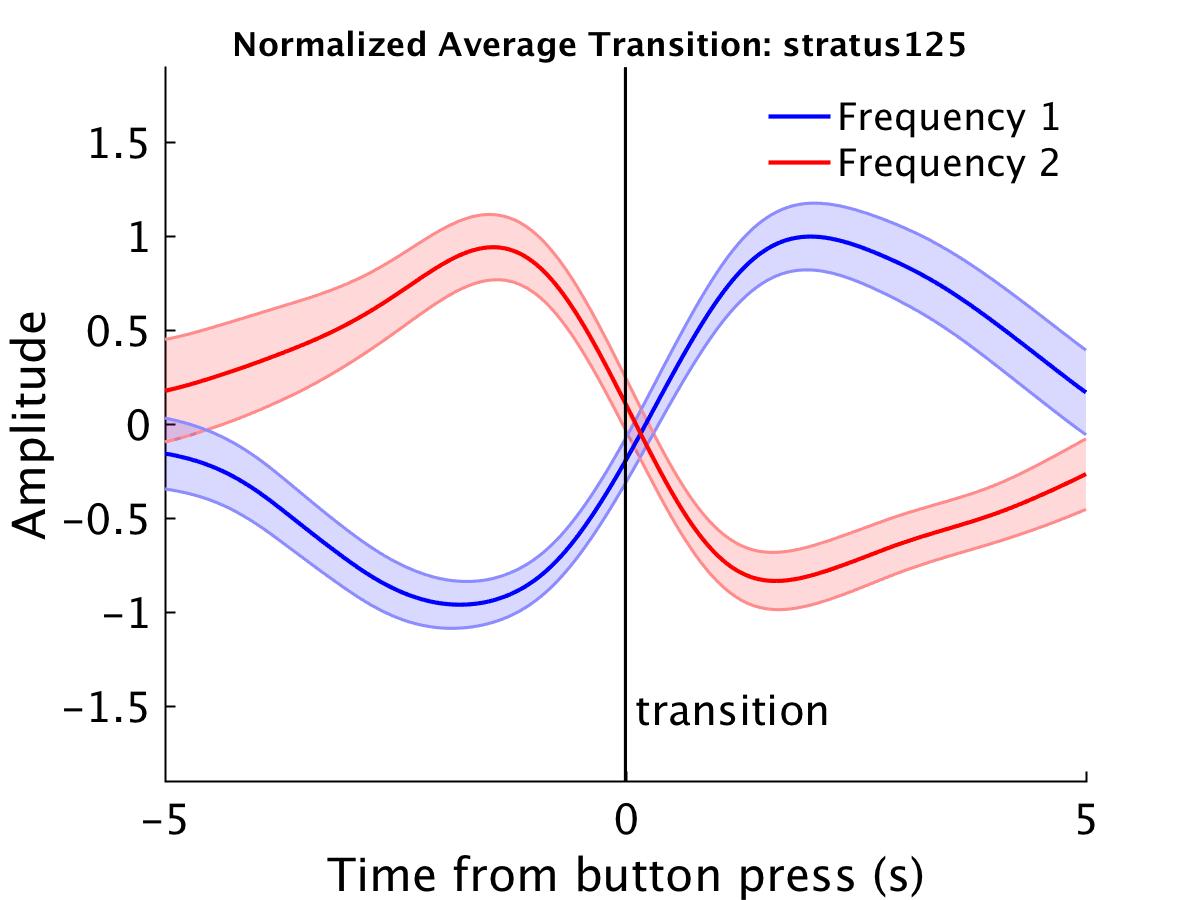 Normalized Average Transition: stratus125
Frequency 1
Frequency 2
1.5
1
0.5
0
−0.5
−1
−1.5
Amplitude
transition
−5
0
5
Time from button press (s)